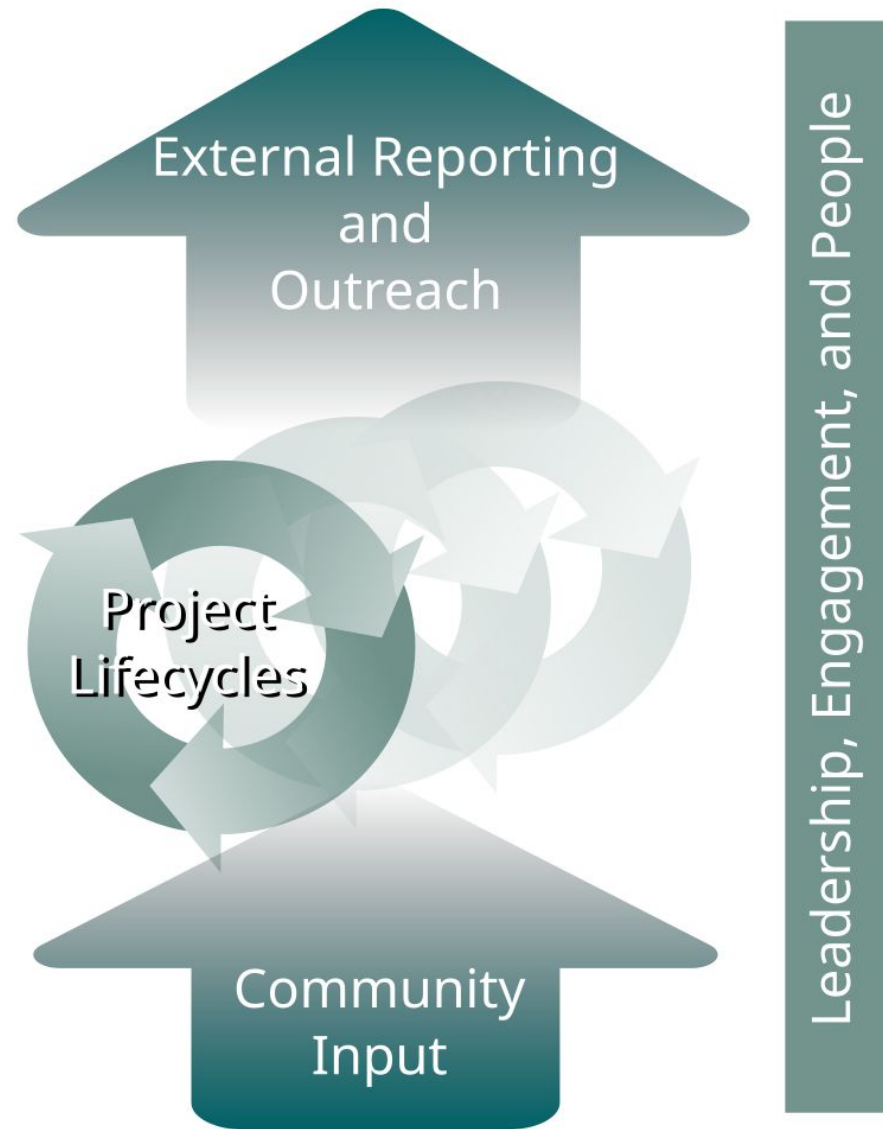 External Reporting
and
Outreach
Project
Lifecycles
Community
Input
Leadership, Engagement, and People